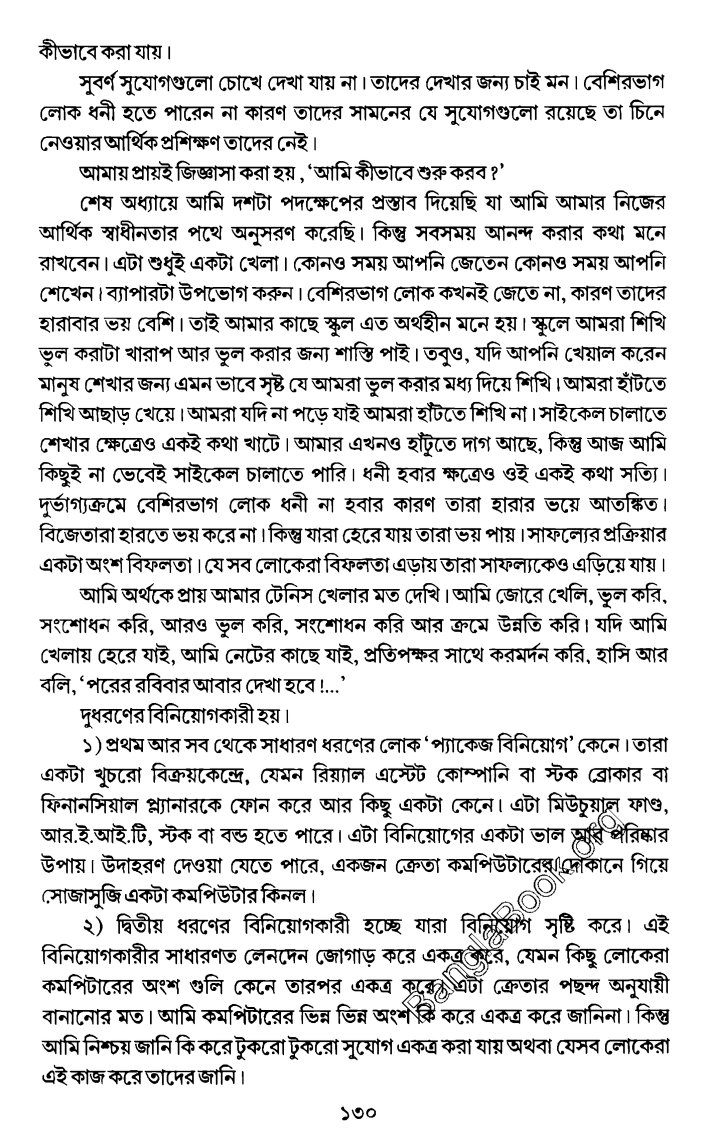 কীভাবে করা যায়।
সুবর্ণ সুযোগগুলো চোখে দেখা যায় না। তাদের দেখার জন্য চাই মন। বেশিরভাগ
লোক ধনী হতে পারেন না কারণ তাদের সামনের যে সুযোগগুলো রয়েছে তা চিনে
নেওয়ার আর্থিক প্রশিক্ষণ তাদের নেই।
আমায় প্রায়ই জিজ্ঞাসা করা হয়, ‘আমি কীভাবে শুরু করব?’
শেষ অধ্যায়ে আমি দশটা পদক্ষেপের প্রস্তাব দিয়েছি যা আমি আমার নিজের
আর্থিক স্বাধীনতার পথে অনুসরণ করেছি। কিন্তু সবসময় আনন্দ করার কথা মনে
রাখবেন। এটা শুধুই একটা খেলা। কোনও সময় আপনি জেতেন কোনও সময় আপনি
শেখেন। ব্যাপারটা উপভোগ করুন। বেশিরভাগ লোক কখনই জেতে না, কারণ তাদের
হারাবার ভয় বেশি। তাই আমার কাছে স্কুল এত অর্থহীন মনে হয়। স্কুলে আমরা শিখি
ভুল করাটা খারাপ আর ভুল করার জন্য শাস্তি পাই। তবুও, যদি আপনি খেয়াল করেন
মানুষ শেখার জন্য এমন ভাবে সৃষ্ট যে আমরা ভুল করার মধ্য দিয়ে শিখি। আমরা হাঁটতে
শিখি আছাড় খেয়ে। আমরা যদি না পড়ে যাই আমরা হাঁটতে শিখি না। সাইকেল চালাতে
শেখার ক্ষেত্রেও একই কথা খাটে। আমার এখনও হাঁটুতে দাগ আছে, কিন্তু আজ আমি
কিছুই না ভেবেই সাইকেল চালাতে পারি। ধনী হবার ক্ষত্রেও ওই একই কথা সত্যি।
দুর্ভাগ্যক্রমে বেশিরভাগ লোক ধনী না হবার কারণ তারা হারার ভয়ে আতঙ্কিত।
বিজেতারা হারতে ভয় করে না। কিন্তু যারা হেরে যায় তারা ভয় পায়। সাফল্যের প্রক্রিয়ার
একটা অংশ বিফলতা। যে সব লোকেরা বিফলতা এড়ায় তারা সাফল্যকেও এড়িয়ে যায়।
আমি অর্থকে প্রায় আমার টেনিস খেলার মত দেখি। আমি জোরে খেলি, ভুল করি,
সংশোধন করি, আরও ভুল করি, সংশোধন করি আর ক্রমে উন্নতি করি। যদি আমি
খেলায় হেরে যাই, আমি নেটের কাছে যাই, প্রতিপক্ষর সাথে করমর্দন করি, হাসি আর
বলি, ‘পরের রবিবার আবার দেখা হবে!...’
দুধরণের বিনিয়োগকারী হয়।
১) প্রথম আর সব থেকে সাধারণ ধরণের লোক ‘প্যাকেজ বিনিয়োগ’ কেনে। তারা
একটা খুচরো বিক্রয়কেন্দ্রে, যেমন রিয়্যাল এস্টেট কোম্পানি বা স্টক ব্রোকার বা
ফিনানসিয়াল প্ল্যানারকে ফোন করে আর কিছু একটা কেনে। এটা মিউচুয়াল ফাণ্ড,
আর.ই.আই.টি, স্টক বা বন্ড হতে পারে। এটা বিনিয়োগের একটা ভাল আর পরিষ্কার
উপায়। উদাহরণ দেওয়া যেতে পারে, একজন ক্রেতা কমপিউটারের দোকানে গিয়ে
সোজাসুজি একটা কমপিউটার কিনল।
২) দ্বিতীয় ধরণের বিনিয়োগকারী হচ্ছে যারা বিনিয়োগ সৃষ্টি করে। এই
বিনিয়োগকারীর সাধারণত লেনদেন জোগাড় করে একত্র করে, যেমন কিছু লোকেরা
কমপিটারের অংশ গুলি কেনে তারপর একত্র করে। এটা ক্রেতার পছন্দ অনুযায়ী
বানানোর মত। আমি কমপিটারের ভিন্ন ভিন্ন অংশ কি করে একত্র করে জানিনা। কিন্তু
আমি নিশ্চয় জানি কি করে টুকরো টুকরো সুযোগ একত্র করা যায় অথবা যেসব লোকেরা
এই কাজ করে তাদের জানি।
BanglaBook.org
১৩০